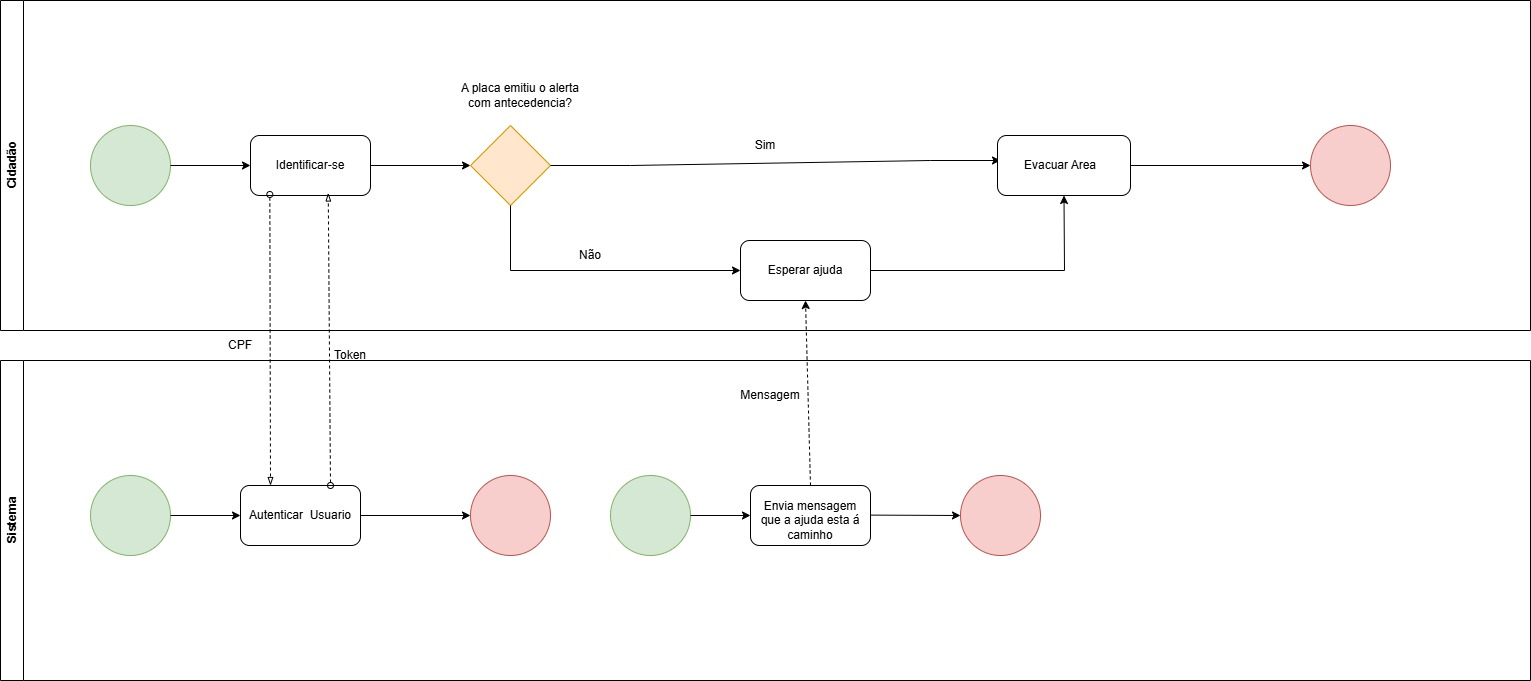 Cidadão
A placa emitiu o alerta
com antecedencia?
Identificar-se
Sim
Evacuar Area
Não
Esperar ajuda
CPF
Token
Mensagem
Sistema
Autenticar  Usuario
Envia mensagem
que a ajuda esta á
caminho